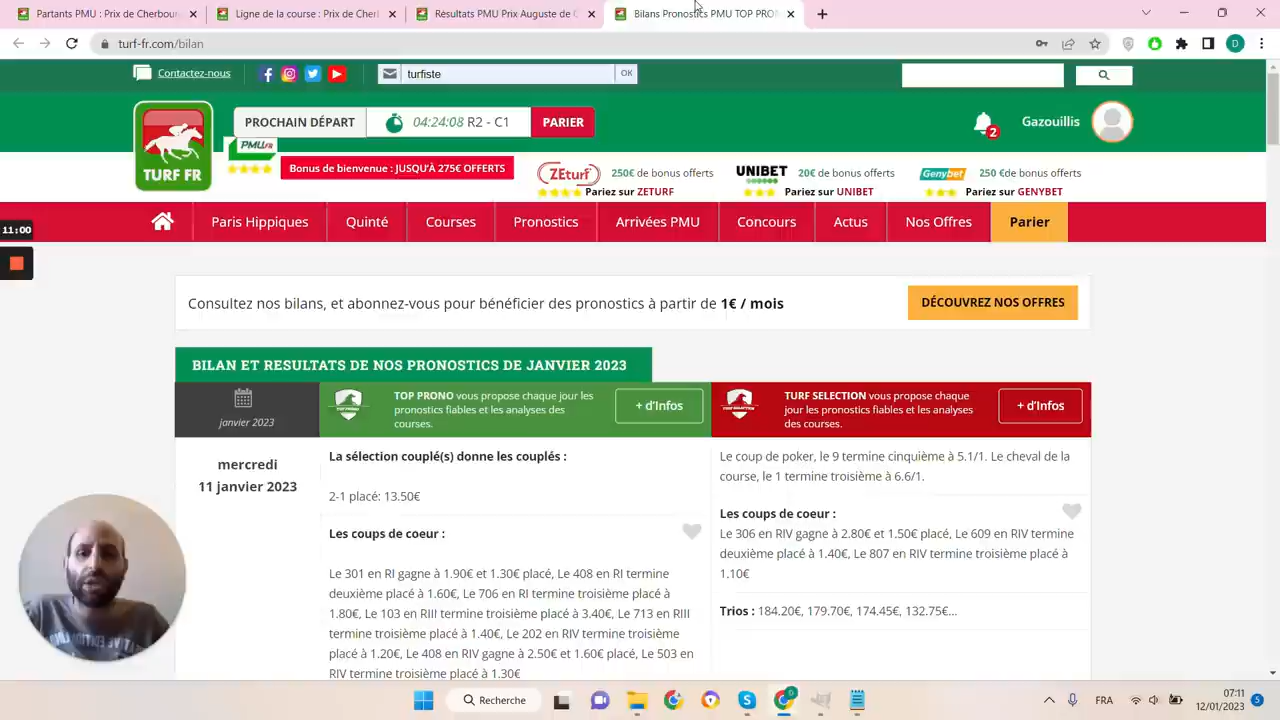 Partants PMU : Prix de Cherbou
Ligne de la course : Prix de Cher
Résultats PMU Prix Auguste de C
Bilans Pronostics PMU TOP PRO
turf-fr.com/bilan
D
Contactez-nous
turfiste
OK
PROCHAIN DÉPART
04:24:08 R2 - C1
PARIER
2
Gazouillis
TURF FR
PMU.fr
Bonus de bienvenue : JUSQU'À 275€ OFFERTS
ZEturf
250€ de bonus offerts
Pariez sur ZETURF
UNIBET
20€ de bonus offerts
Pariez sur UNIBET
Genybet
250 €de bonus offerts
Pariez sur GENYBET
Paris Hippiques
Quinté
Courses
Pronostics
Arrivées PMU
Concours
Actus
Nos Offres
Parier
11:00
Consultez nos bilans, et abonnez-vous pour bénéficier des pronostics à partir de 1€ / mois
DÉCOUVREZ NOS OFFRES
BILAN ET RESULTATS DE NOS PRONOSTICS DE JANVIER 2023
janvier 2023
TOP PRONO vous propose chaque jour les
pronostics fiables et les analyses des
courses.
+ d'Infos
TURF SELECTION vous propose chaque
jour les pronostics fiables et les analyses
des courses.
+ d'Infos
mercredi
11 janvier 2023
La sélection couplé(s) donne les couplés :
2-1 placé: 13.50€
Les coups de coeur :
Le 301 en RI gagne à 1.90€ et 1.30€ placé, Le 408 en RI termine
deuxième placé à 1.60€, Le 706 en RI termine troisième placé à
1.80€, Le 103 en RIII termine troisième placé à 3.40€, Le 713 en RIII
termine troisième placé à 1.40€, Le 202 en RIV termine troisième
placé à 1.20€, Le 408 en RIV gagne à 2.50€ et 1.60€ placé, Le 503 en
RIV termine troisième placé à 1.30€
Le coup de poker, le 9 termine cinquième à 5.1/1. Le cheval de la
course, le 1 termine troisième à 6.6/1.
Les coups de coeur :
Le 306 en RIV gagne à 2.80€ et 1.50€ placé, Le 609 en RIV termine
deuxième placé à 1.40€, Le 807 en RIV termine troisième placé à
1.10€
Trios : 184.20€, 179.70€, 174.45€, 132.75€...
Recherche
FRA
07:11
12/01/2023
5